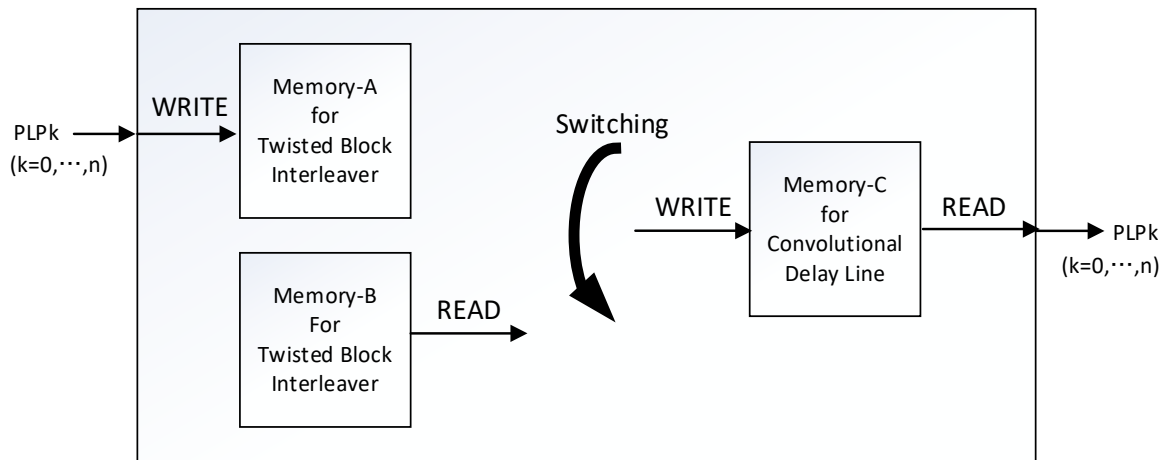 PLPk
(k=0,⋯,n)
WRITE
Memory-A
for
Twisted Block
Interleaver
Memory-B
For
Twisted Block
Interleaver
READ
Switching
WRITE
Memory-C
for
Convolutional
Delay Line
READ
PLPk
(k=0,⋯,n)